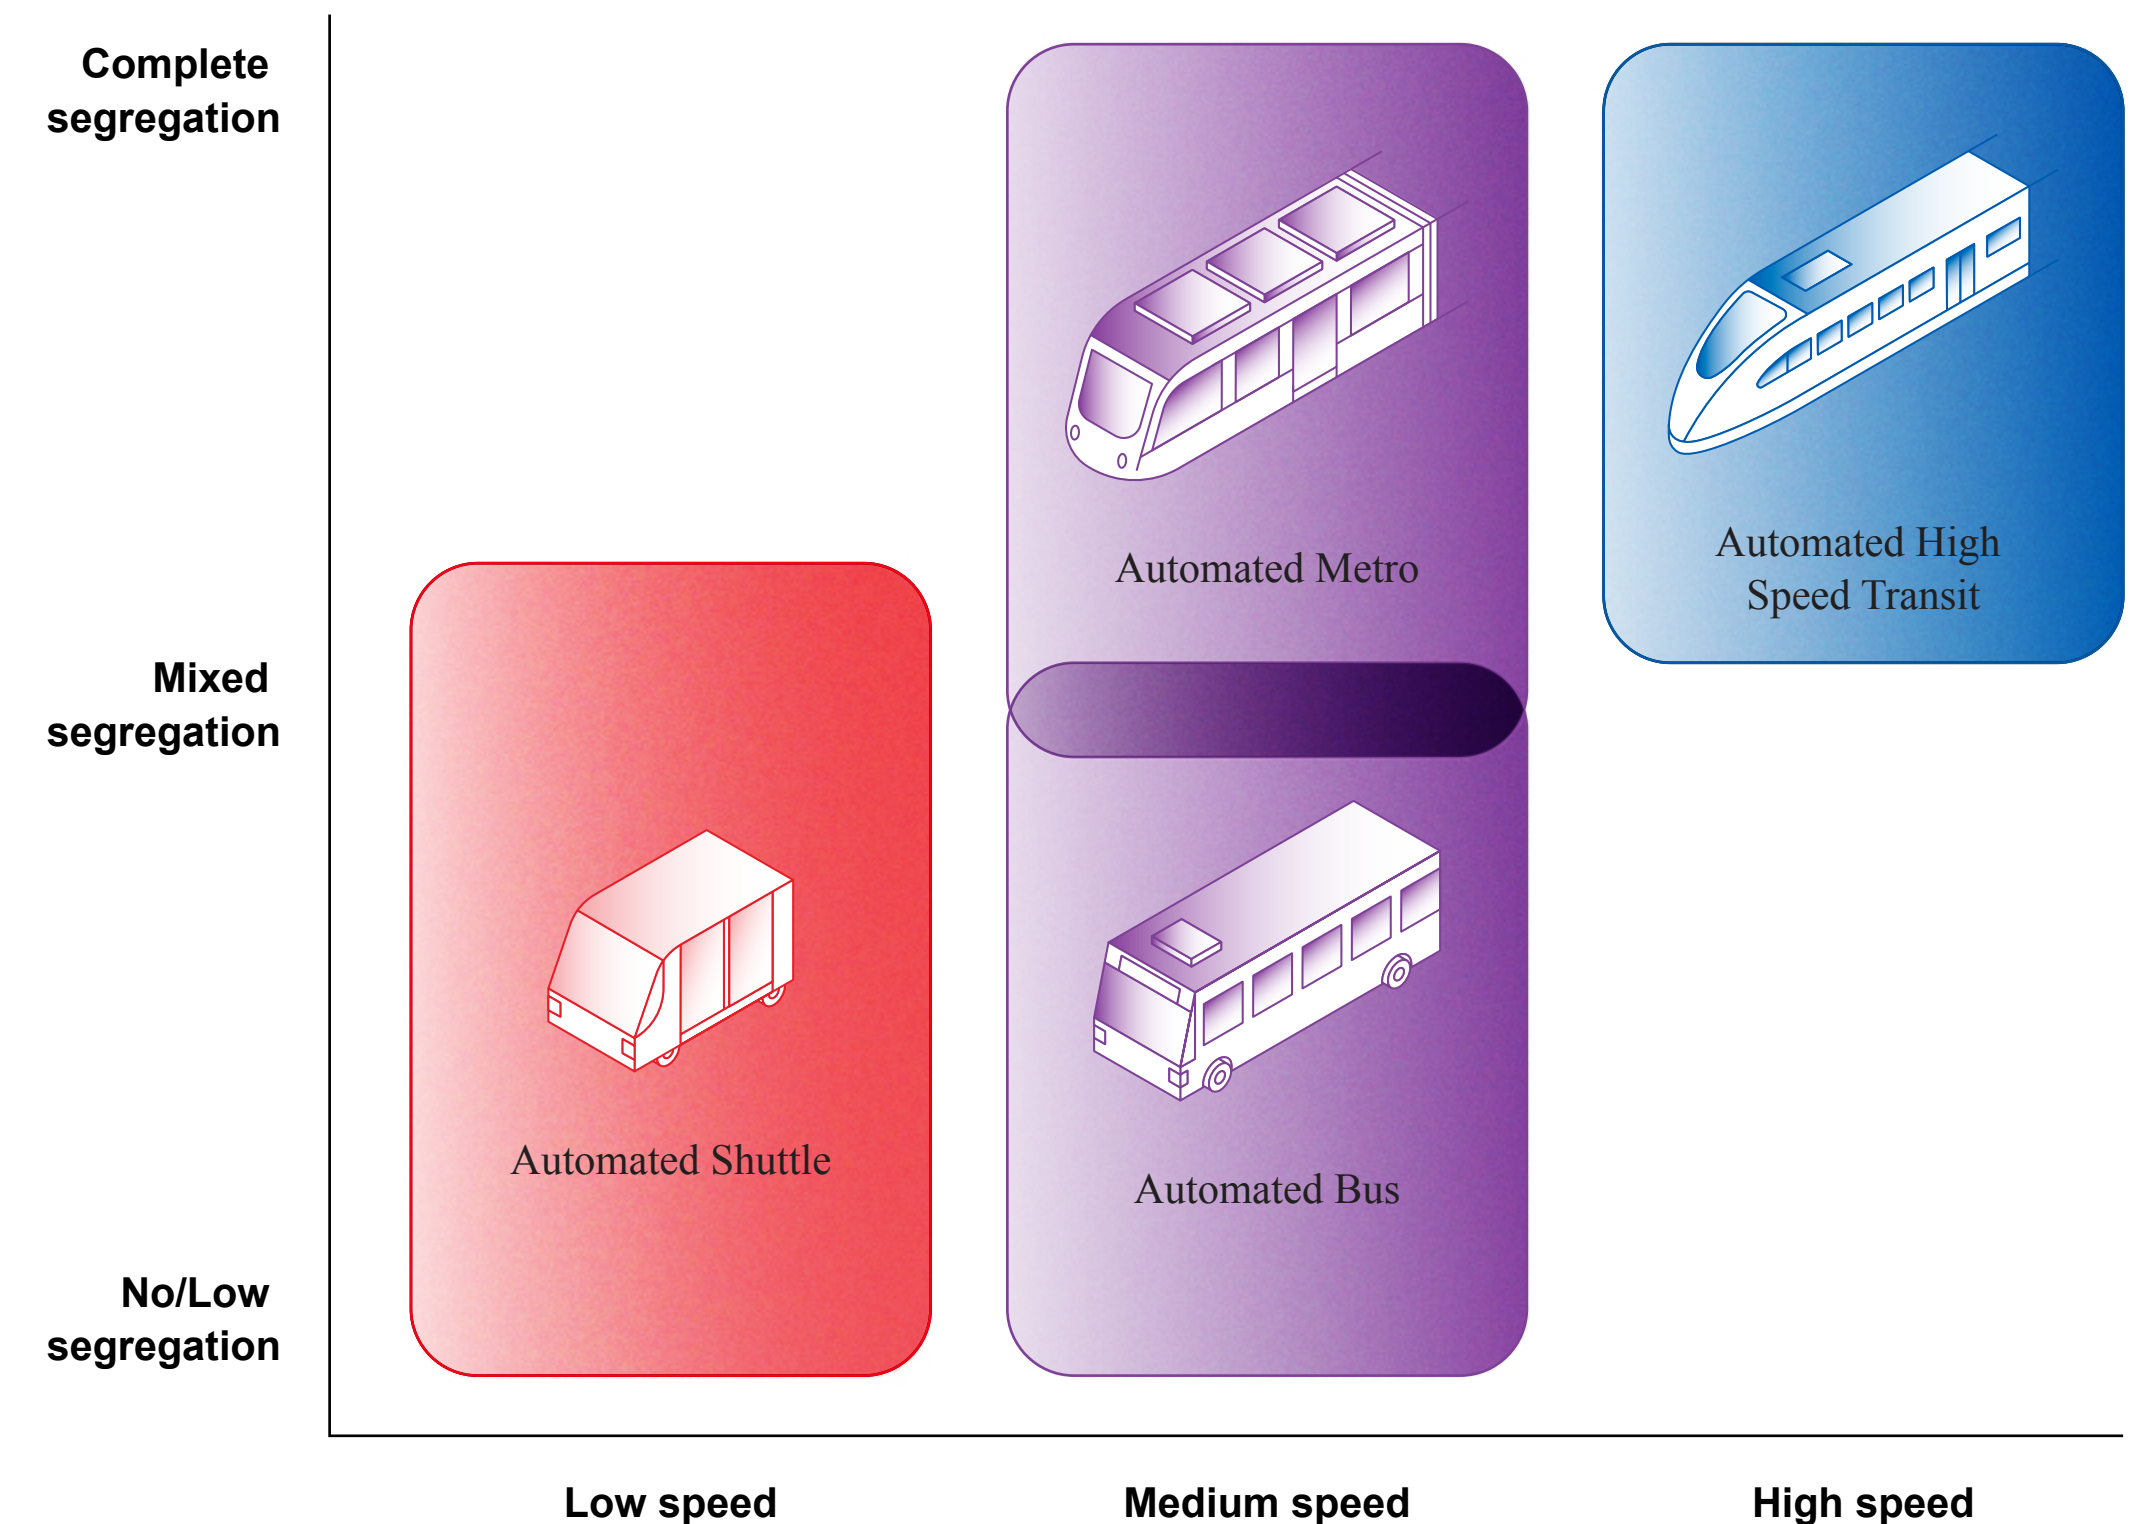 Complete
segregation
Automated Metro
Automated High
Speed Transit
Mixed
segregation
Automated Shuttle
Automated Bus
No/Low
segregation
Low speed
Medium speed
High speed